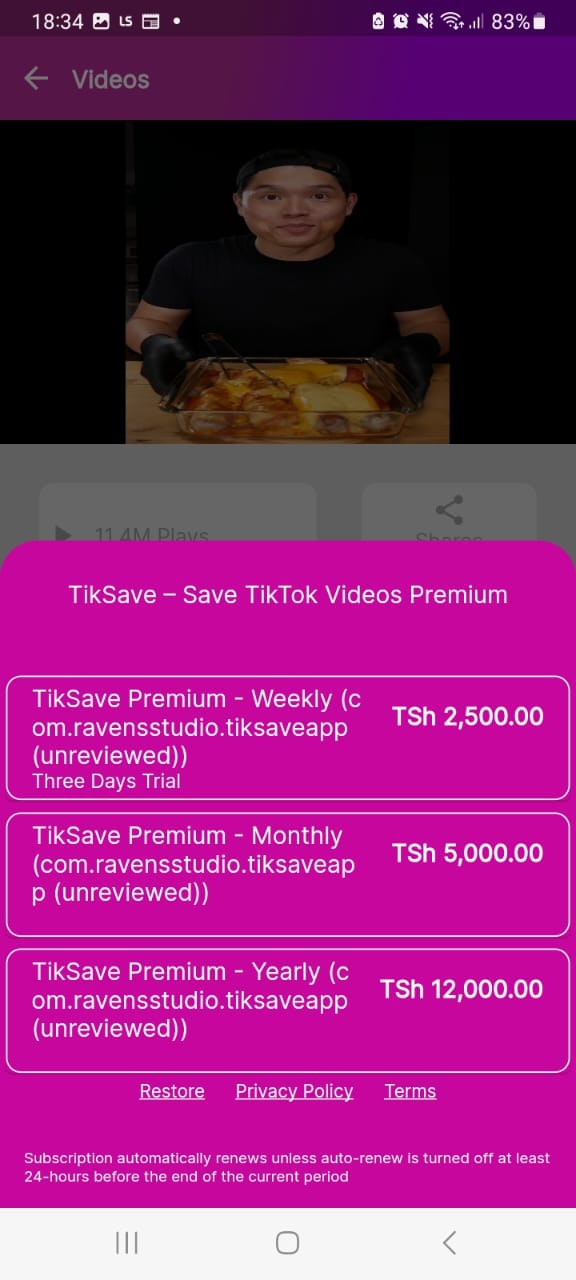 18:34 LS 83%
Videos
11.4M Plays
Shares
TikSave – Save TikTok Videos Premium
TikSave Premium - Weekly (c
om.ravensstudio.tiksaveapp
(unreviewed))
Three Days Trial
TSh 2,500.00
TikSave Premium - Monthly
(com.ravensstudio.tiksaveap
p (unreviewed))
TSh 5,000.00
TikSave Premium - Yearly (c
om.ravensstudio.tiksaveapp
(unreviewed))
TSh 12,000.00
Restore Privacy Policy Terms
Subscription automatically renews unless auto-renew is turned off at least
24-hours before the end of the current period